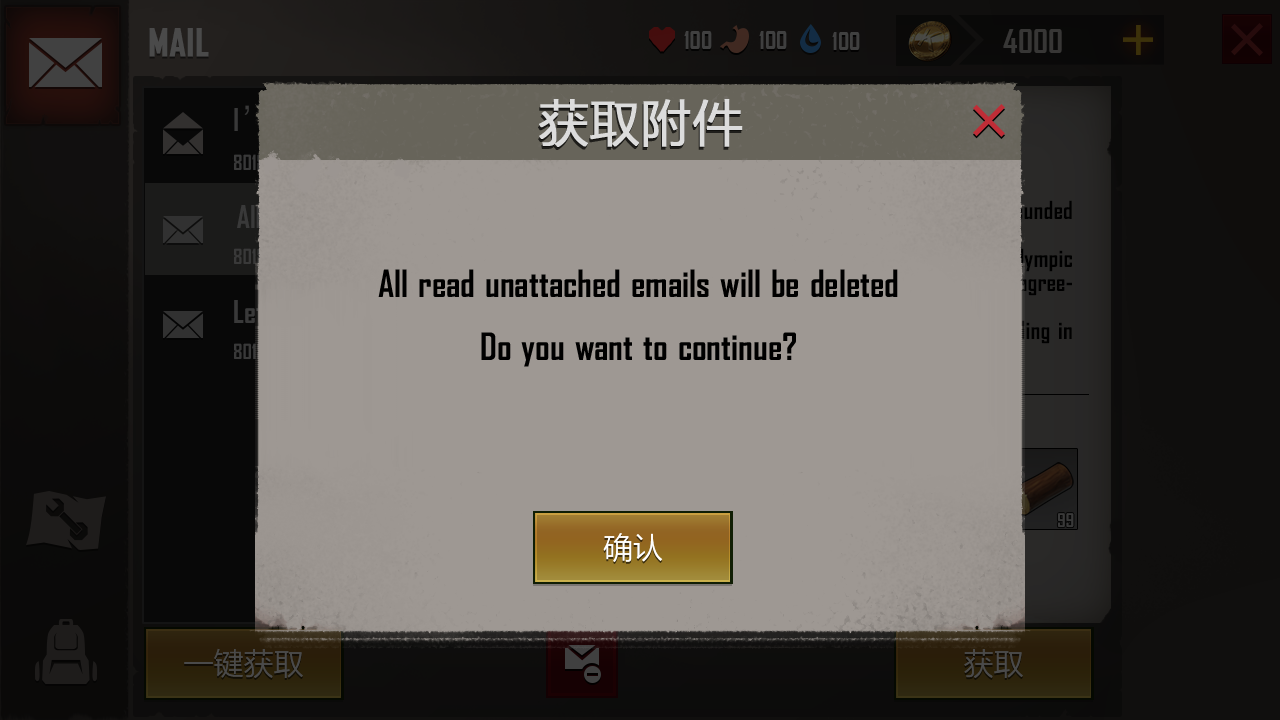 MAIL
100 100 100 4000
获取附件
All read unattached emails will be deleted
Do you want to continue?
确认
99
一键获取
获取